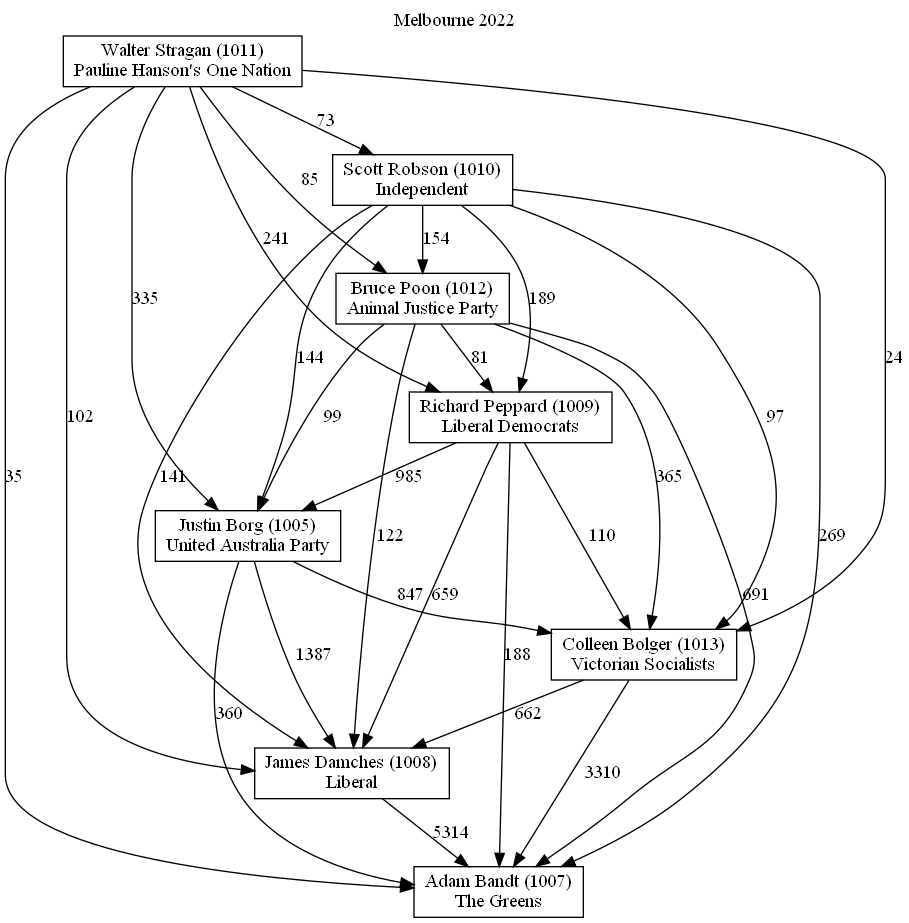 Melbourne 2022
Walter Stragan (1011)
Pauline Hanson's One Nation
73
Scott Robson (1010)
Independent
85
241
154
Bruce Poon (1012)
Animal Justice Party
335
189
144
81
24
Richard Peppard (1009)
Liberal Democrats
102
99
97
35
141
985
365
Justin Borg (1005)
United Australia Party
122
110
269
847
659
691
Colleen Bolger (1013)
Victorian Socialists
1387
188
360
662
James Damches (1008)
Liberal
3310
5314
Adam Bandt (1007)
The Greens